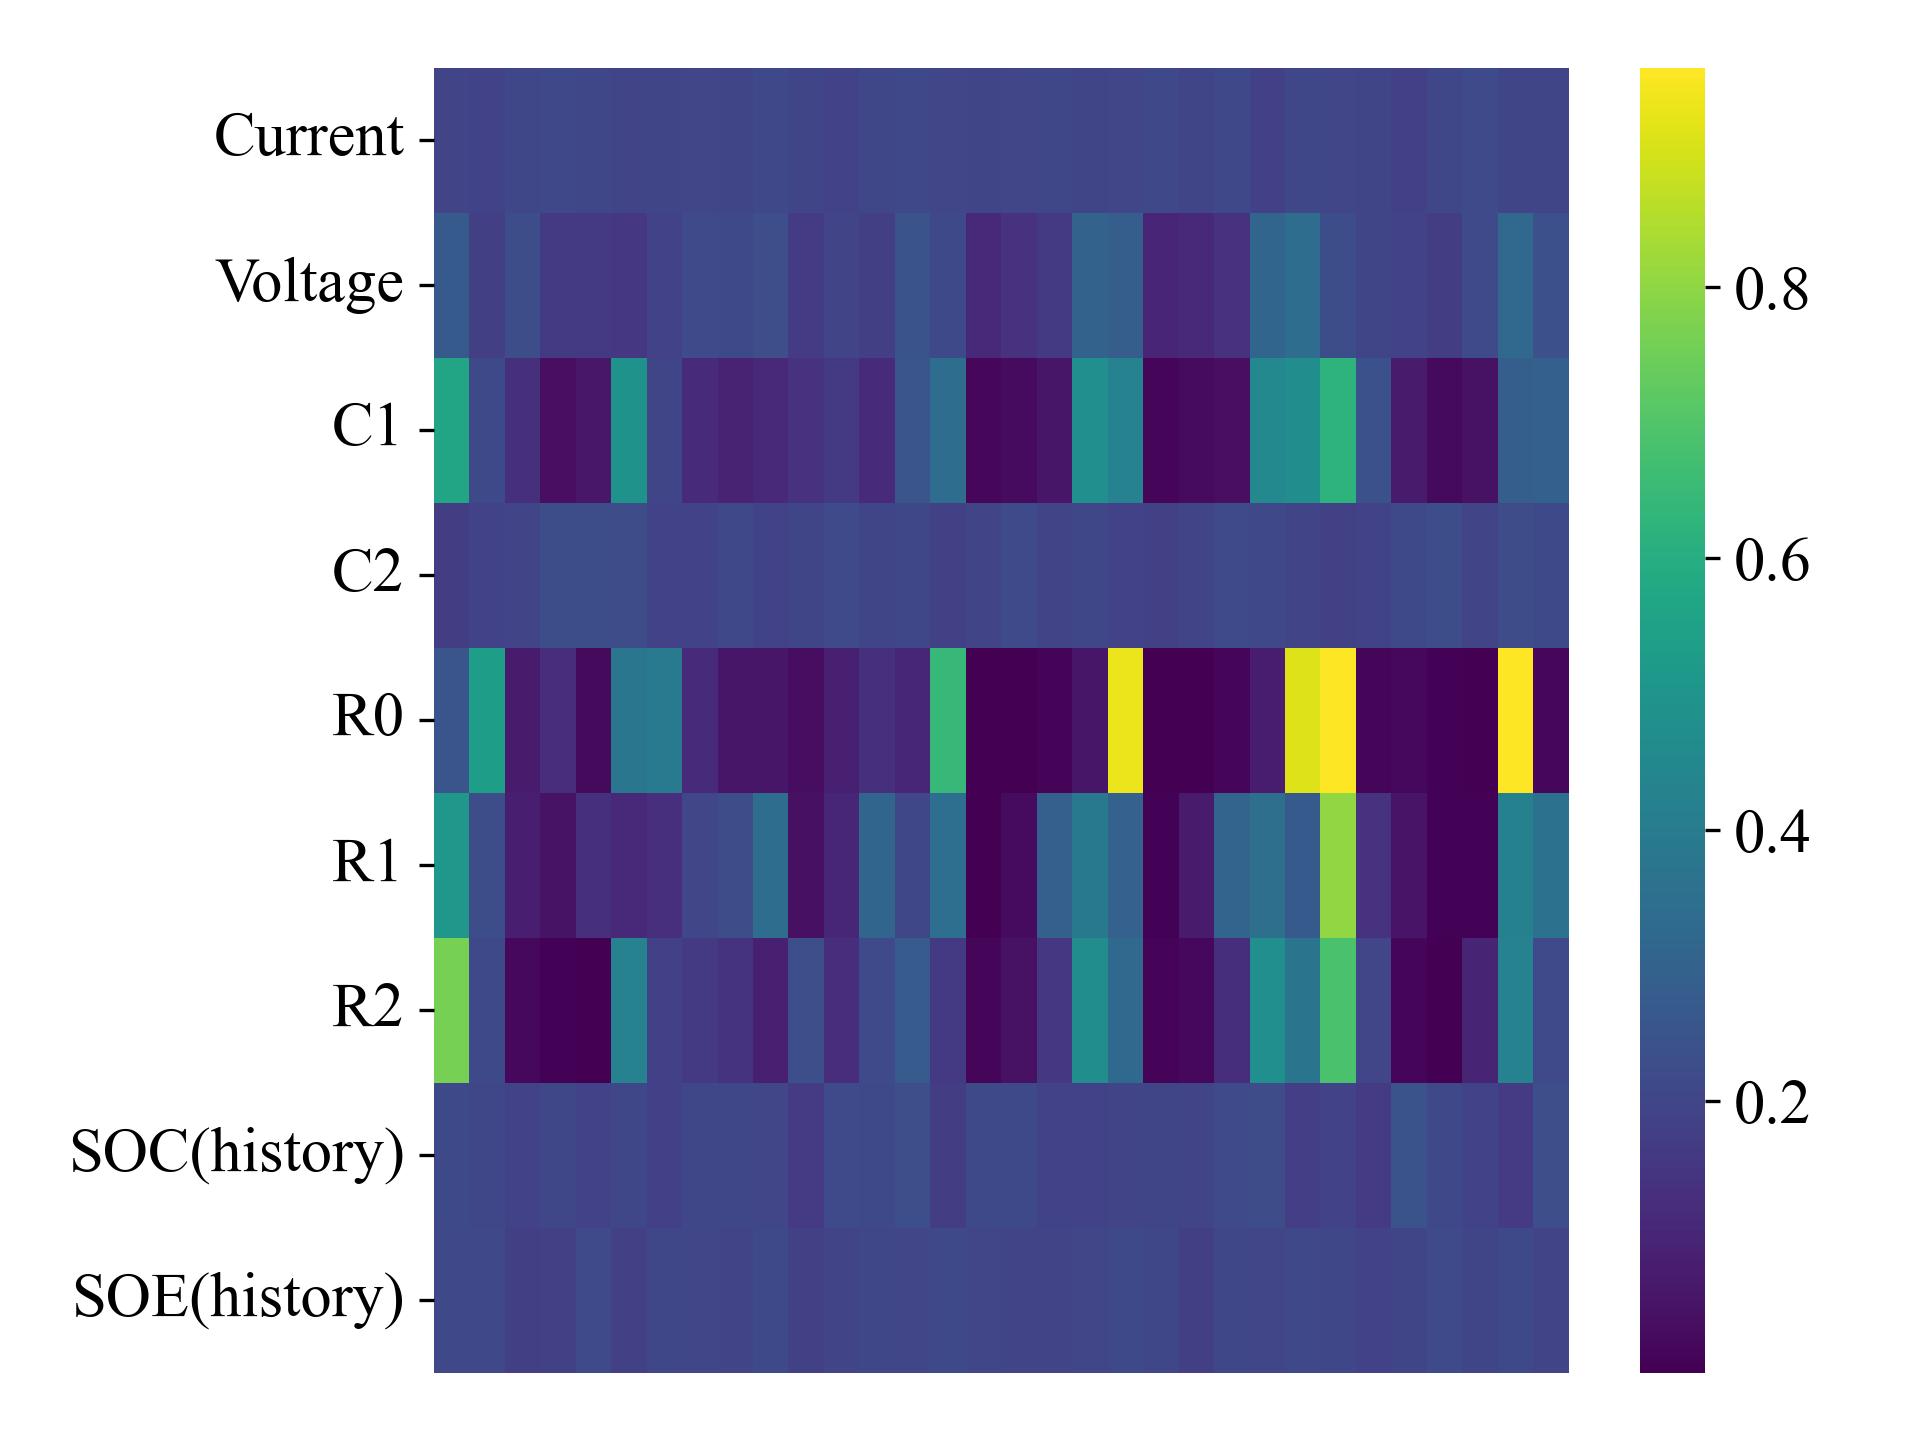 Current
Voltage
C1
C2
R0
R1
R2
SOC(history)
SOE(history)
0.8
0.6
0.4
0.2